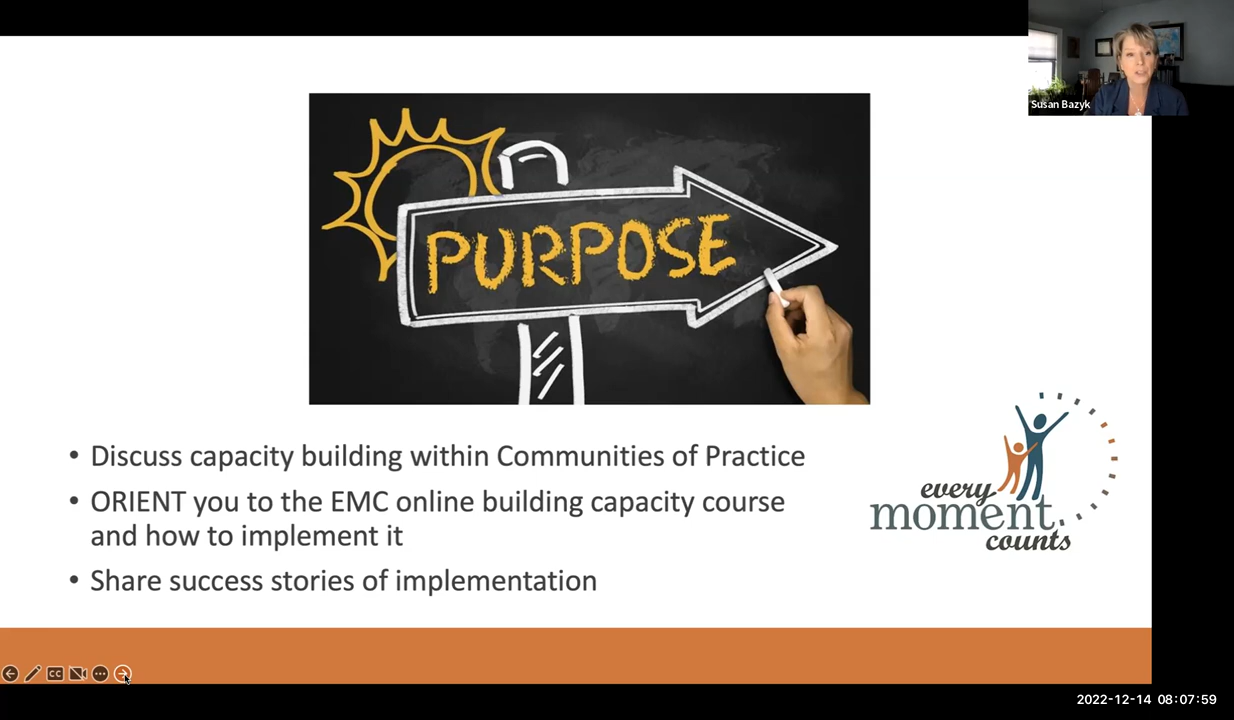 Susan Bazyk
PURPOSE
• Discuss capacity building within Communities of Practice
• ORIENT you to the EMC online building capacity course
and how to implement it
• Share success stories of implementation
every
moment
counts
CC
2022-12-14 08:07:59